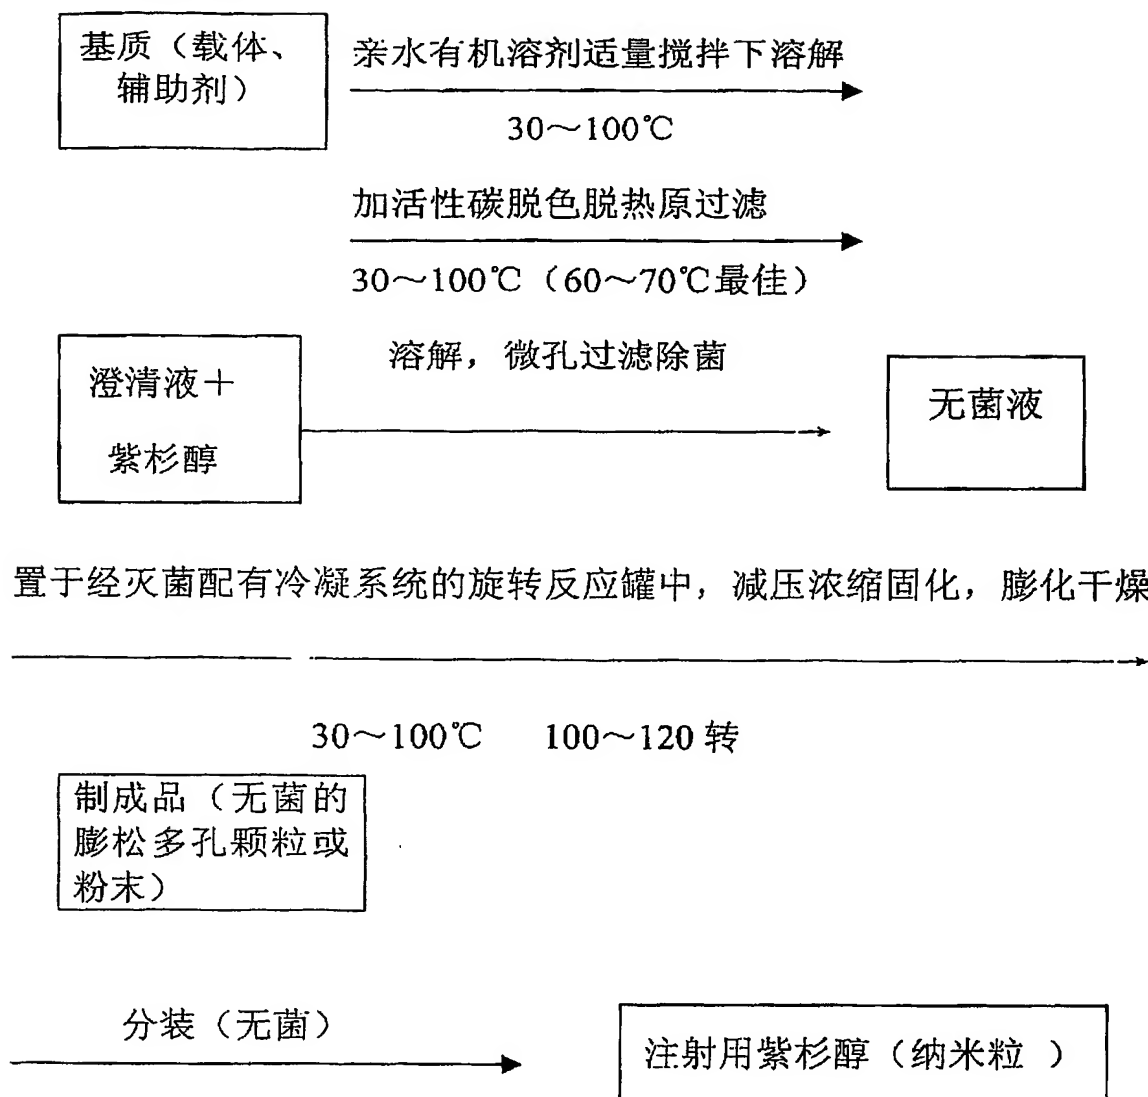 基质（载体、
辅助剂）
亲水有机溶剂适量搅拌下溶解
30～100℃
加活性碳脱色脱热原过滤
30～100℃（60～70℃最佳）
澄清液＋
紫杉醇
溶解，微孔过滤除菌
无菌液
置于经灭菌配有冷凝系统的旋转反应罐中，减压浓缩固化，膨化干燥
30～100℃ 100～120 转
制成品（无菌的
膨松多孔颗粒或
粉末）
分装（无菌）
注射用紫杉醇（纳米粒 ）